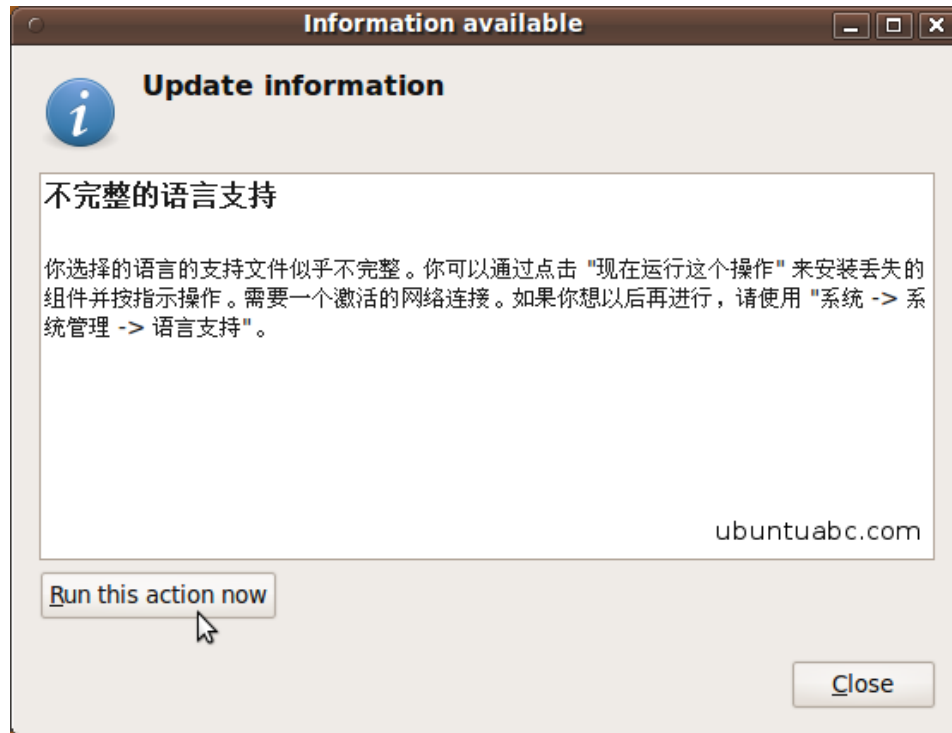 Information available
Update information
不完整的语言支持
你选择的语言的支持文件似乎不完整。你可以通过点击 "现在运行这个操作" 来安装丢失的
组件并按指示操作。需要一个激活的网络连接。如果你想以后再进行，请使用 "系统 -> 系
统管理 -> 语言支持"。
ubuntuabc.com
Run this action now
Close